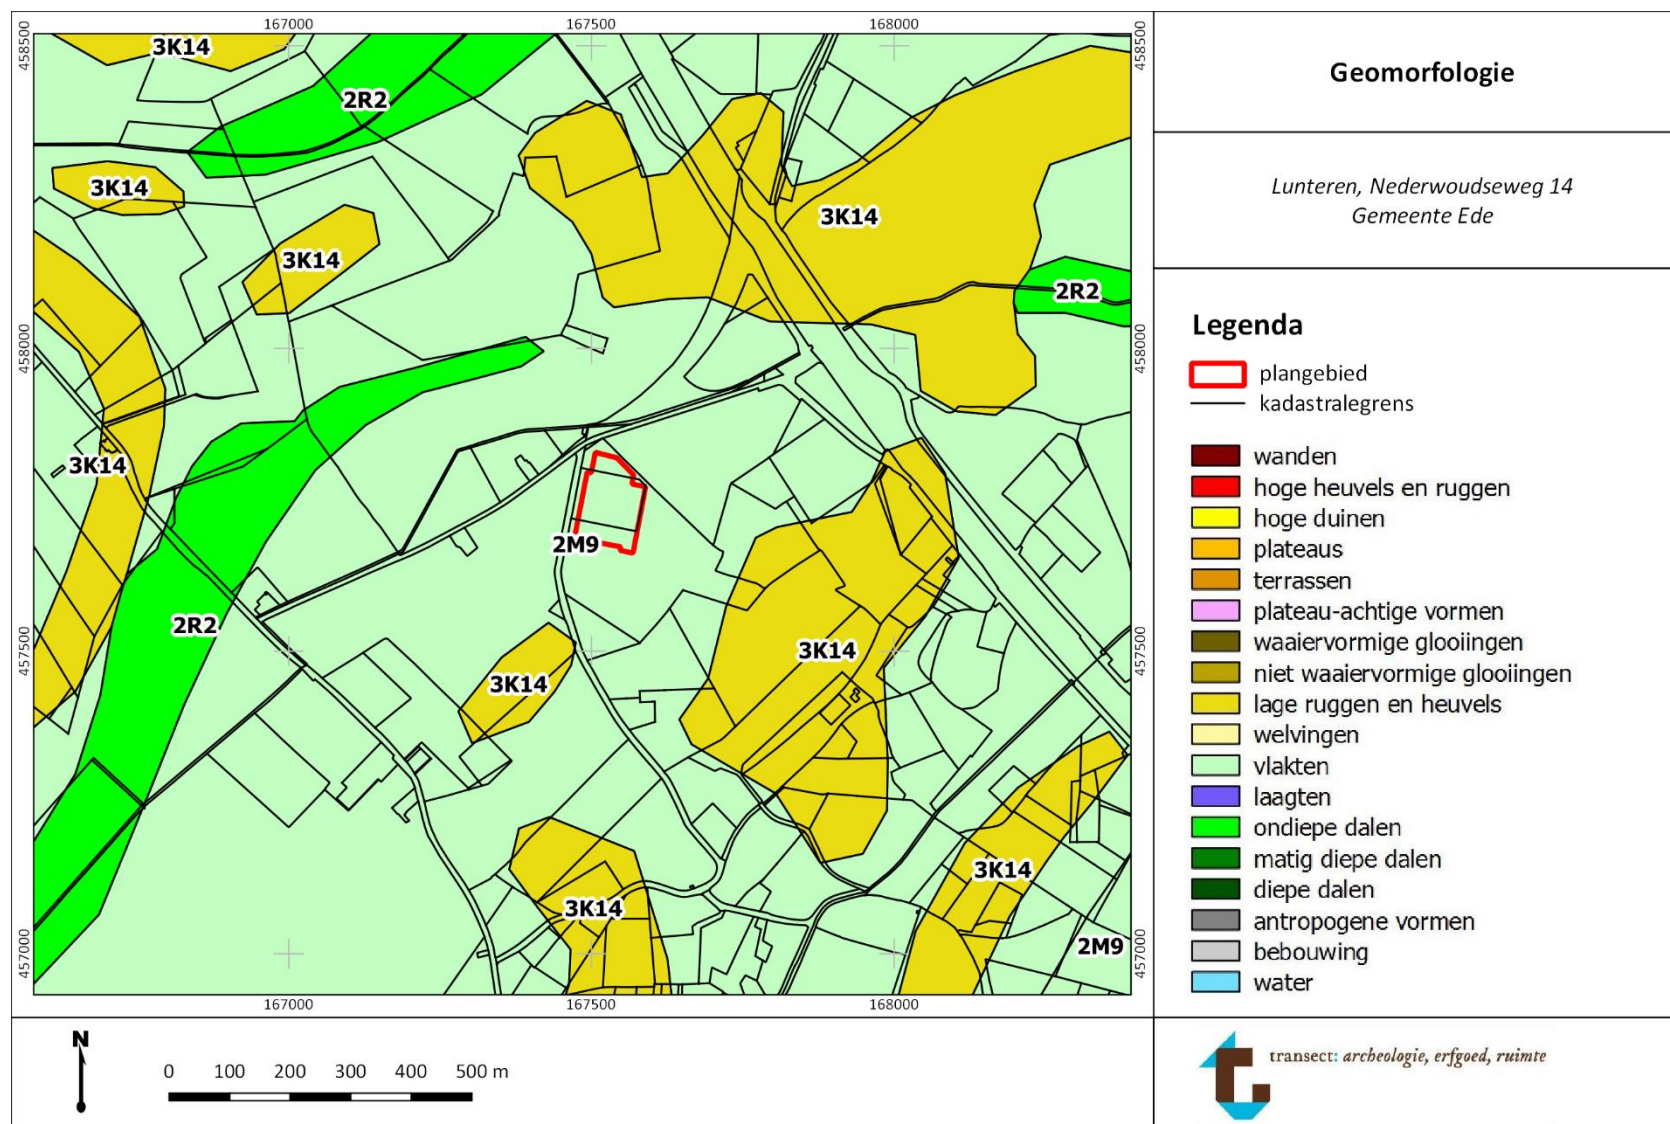 167000 167500 168000
458500 458500
3K14
2R2
3K14
3K14
3K14
2R2
458000 458000
3K14
2M9
2R2
3K14
457500 457500
3K14
3K14
3K14
2M9
457000 457000
167000 167500 168000
N
0 100 200 300 400 500 m
Geomorfologie
Lunteren, Nederwoudseweg 14
Gemeente Ede
Legenda
plangebied
kadastralegrens
wanden
hoge heuvels en ruggen
hoge duinen
plateaus
terrassen
plateau-achtige vormen
waaiervormige glooiingen
niet waaiervormige glooiingen
lage ruggen en heuvels
welvingen
vlakten
laagten
ondiepe dalen
matig diepe dalen
diepe dalen
antropogene vormen
bebouwing
water
transect: archeologie, erfgoed, ruimte